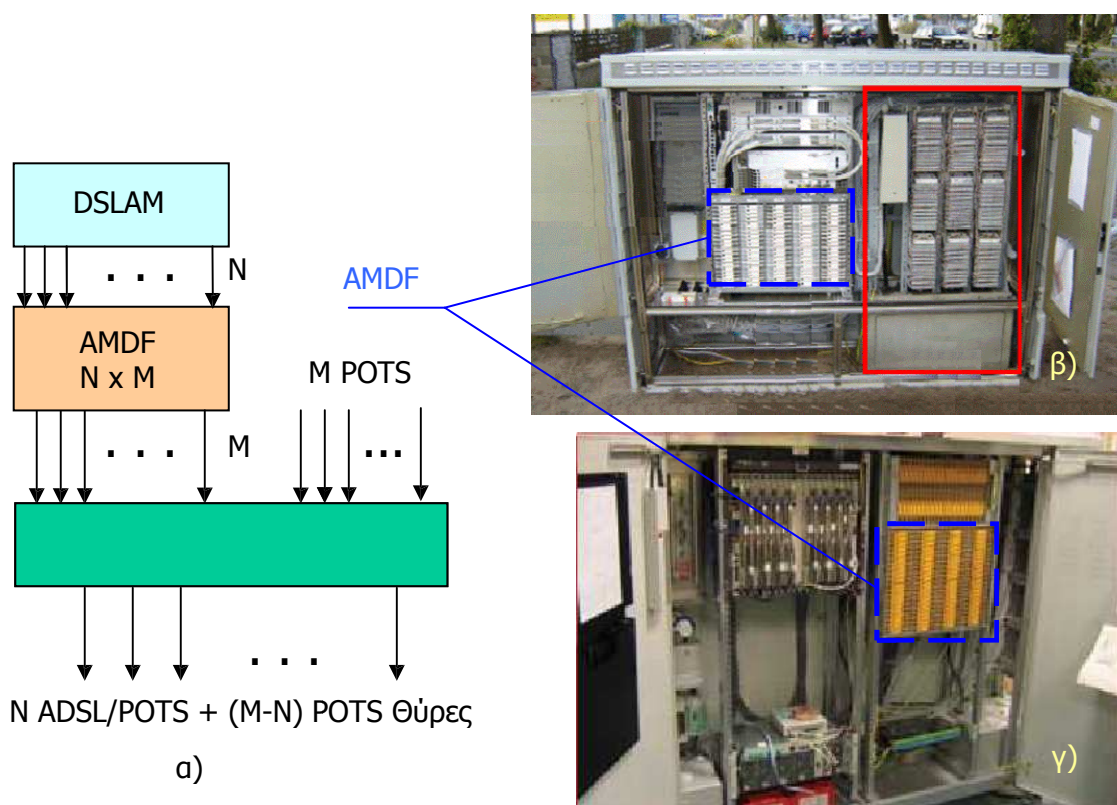 DSLAM
. . . N
AMDF
AMDF
N x M
M POTS
. . . M ...
. . .
N ADSL/POTS + (M-N) POTS Θύρες
α)
β)
γ)